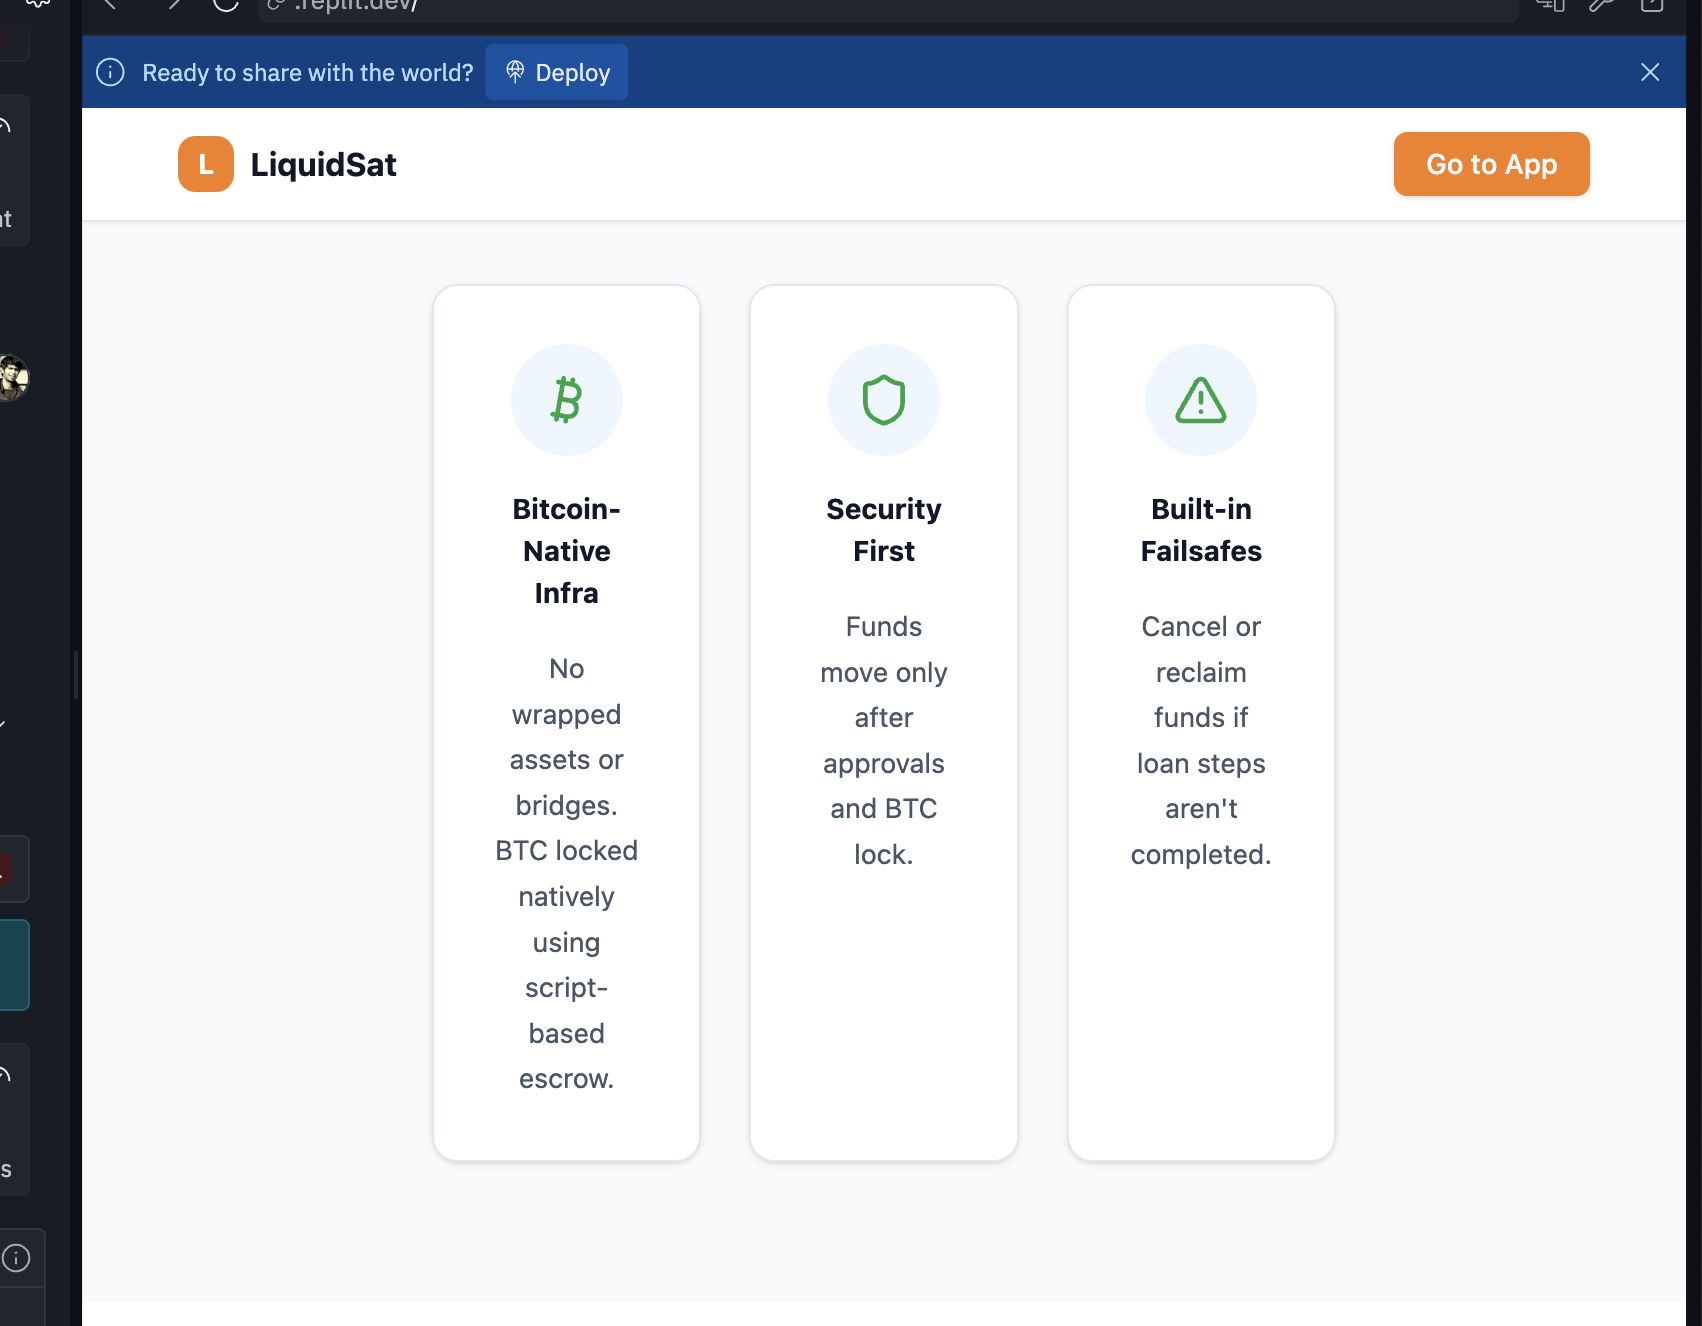 .replit.dev/
Ready to share with the world?
Deploy
L
LiquidSat
Go to App
nt
s
Bitcoin-
Native
Infra
No
wrapped
assets or
bridges.
BTC locked
natively
using
script-
based
escrow.
Security
First
Funds
move only
after
approvals
and BTC
lock.
Built-in
Failsafes
Cancel or
reclaim
funds if
loan steps
aren't
completed.